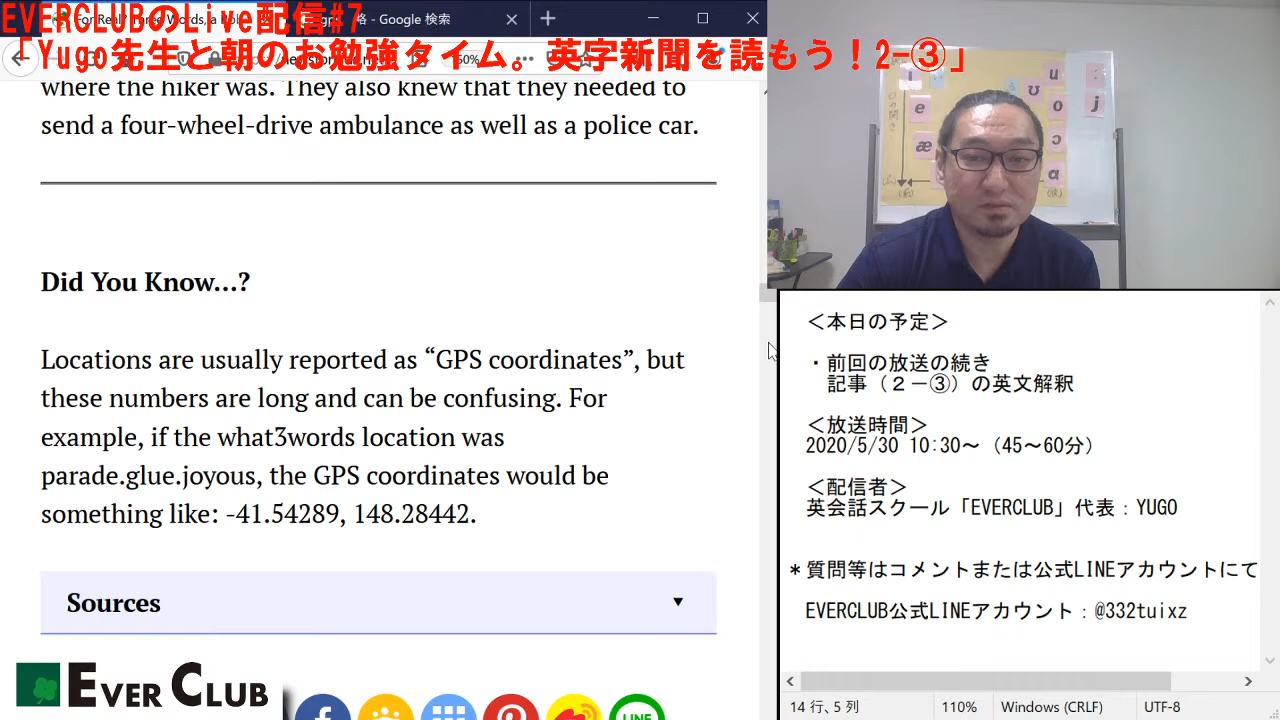 EVERCLUBのLive配信#7
「Yugo先生と朝のお勉強タイム。英字新聞を読もう！2-③」
For Real? Three Words, a
- Google 検索
where the hiker was. They also knew that they needed to
send a four-wheel-drive ambulance as well as a police car.
Did You Know…?
Locations are usually reported as “GPS coordinates”, but
these numbers are long and can be confusing. For
example, if the what3words location was
parade.glue.joyous, the GPS coordinates would be
something like: -41.54289, 148.28442.
Sources
EVER CLUB
LINE
i
u
ʊ
e
o
j
æ
ɔ
ɑ
＜本日の予定＞
・前回の放送の続き
記事（２－③）の英文解釈
＜放送時間＞
2020/5/30 10:30～（45～60分）
＜配信者＞
英会話スクール「EVERCLUB」代表：YUGO
＊質問等はコメントまたは公式LINEアカウントにて
EVERCLUB公式LINEアカウント：@332tuixz
14 行、5 列
110%
Windows (CRLF)
UTF-8